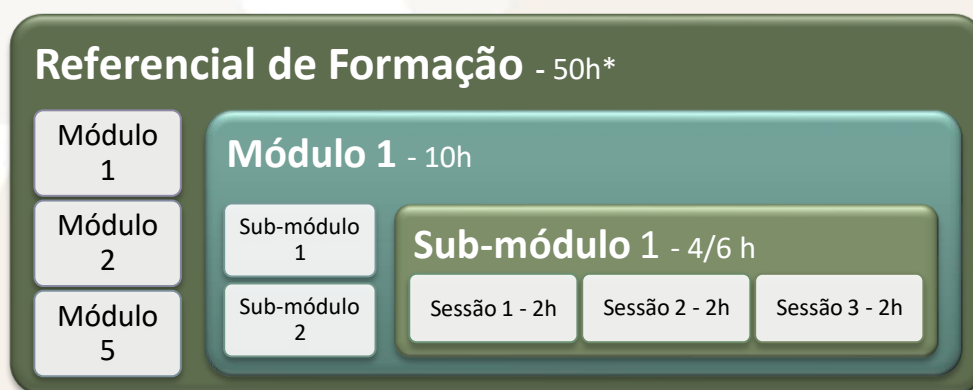 Referencial de Formação - 50h*
Módulo
1
Módulo
2
Módulo
5
Módulo 1 - 10h
Sub-módulo
1
Sub-módulo
2
Sub-módulo 1 - 4/6 h
Sessão 1 - 2h
Sessão 2 - 2h
Sessão 3 - 2h